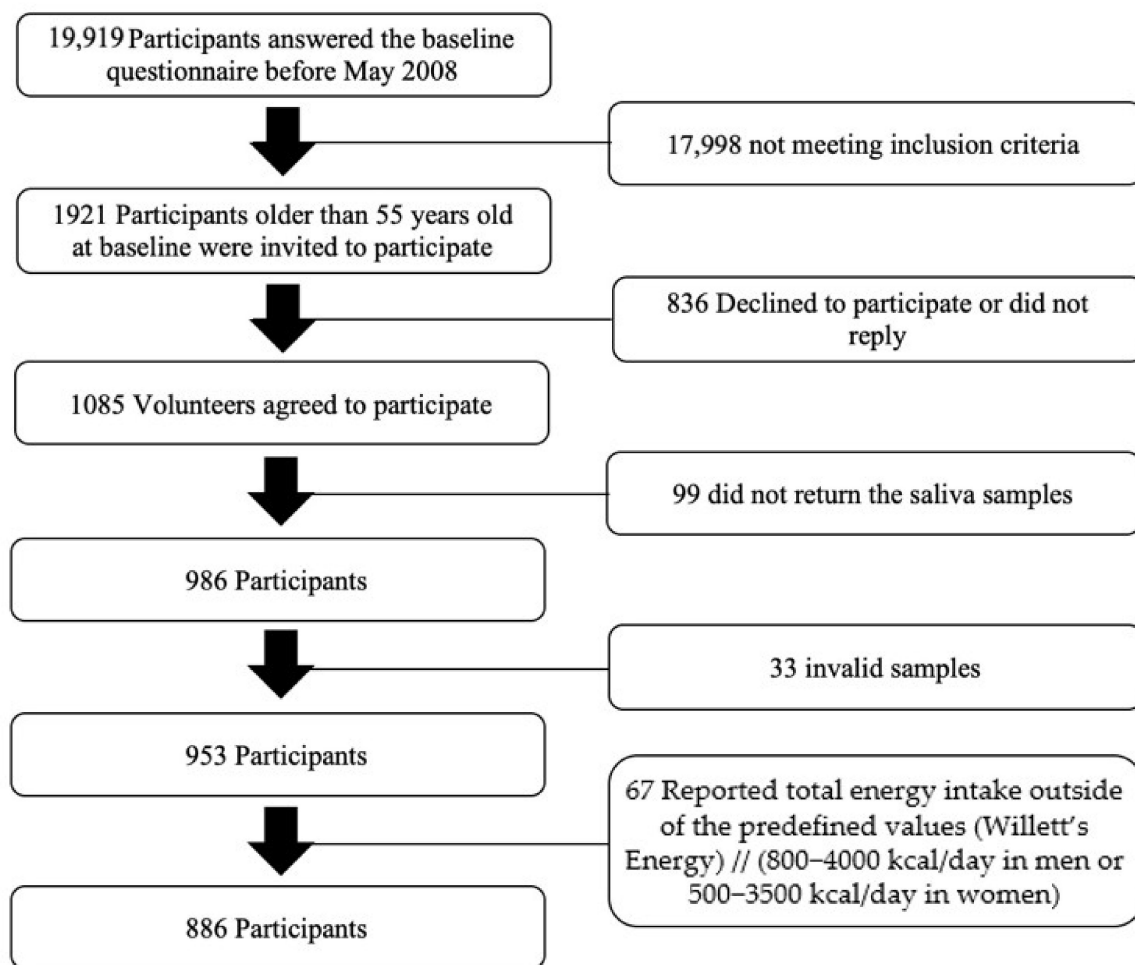 19,919 Participants answered the baseline
questionnaire before May 2008
17,998 not meeting inclusion criteria
1921 Participants older than 55 years old
at baseline were invited to participate
836 Declined to participate or did not
reply
1085 Volunteers agreed to participate
99 did not return the saliva samples
986 Participants
33 invalid samples
953 Participants
67 Reported total energy intake outside
of the predefined values (Willett’s
Energy) // (800–4000 kcal/day in men or
500–3500 kcal/day in women)
886 Participants